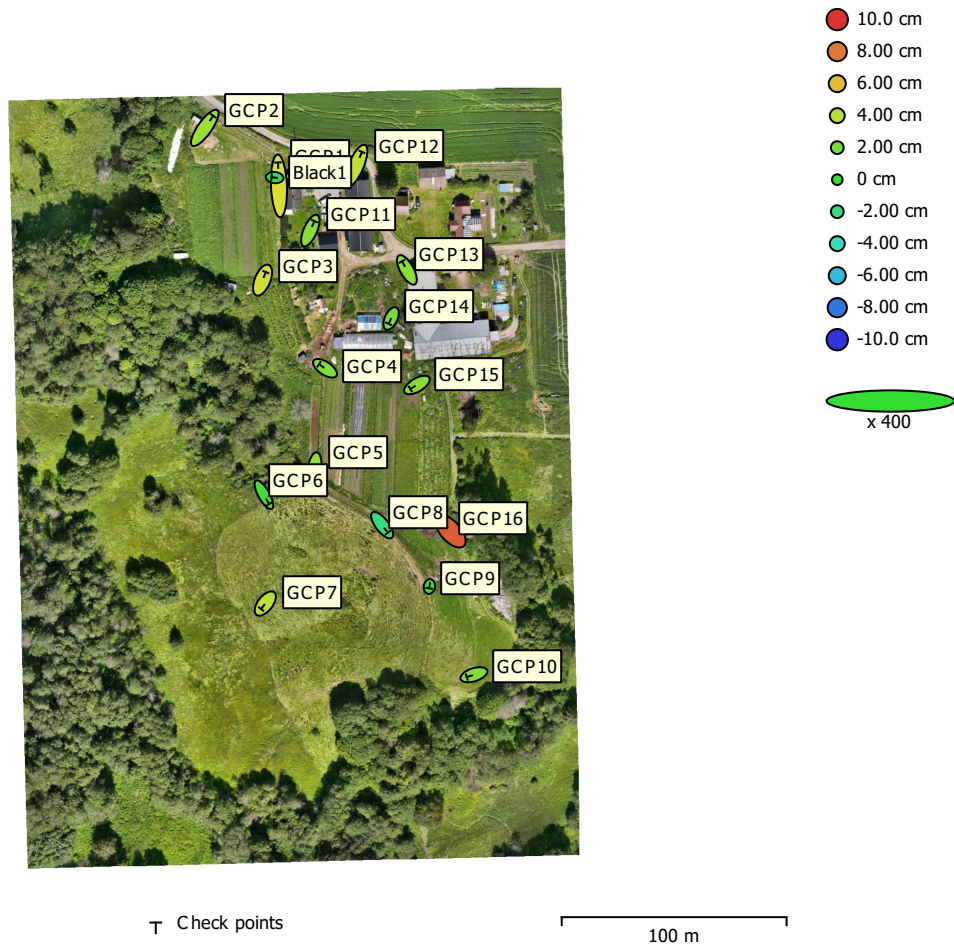 GCP2
GCP12
Black1
GCP11
GCP13
GCP3
GCP14
GCP4
GCP15
GCP5
GCP6
GCP8
GCP16
GCP9
GCP7
GCP10
10.0 cm
8.00 cm
6.00 cm
4.00 cm
2.00 cm
0 cm
-2.00 cm
-4.00 cm
-6.00 cm
-8.00 cm
-10.0 cm
x 400
Check points
100 m